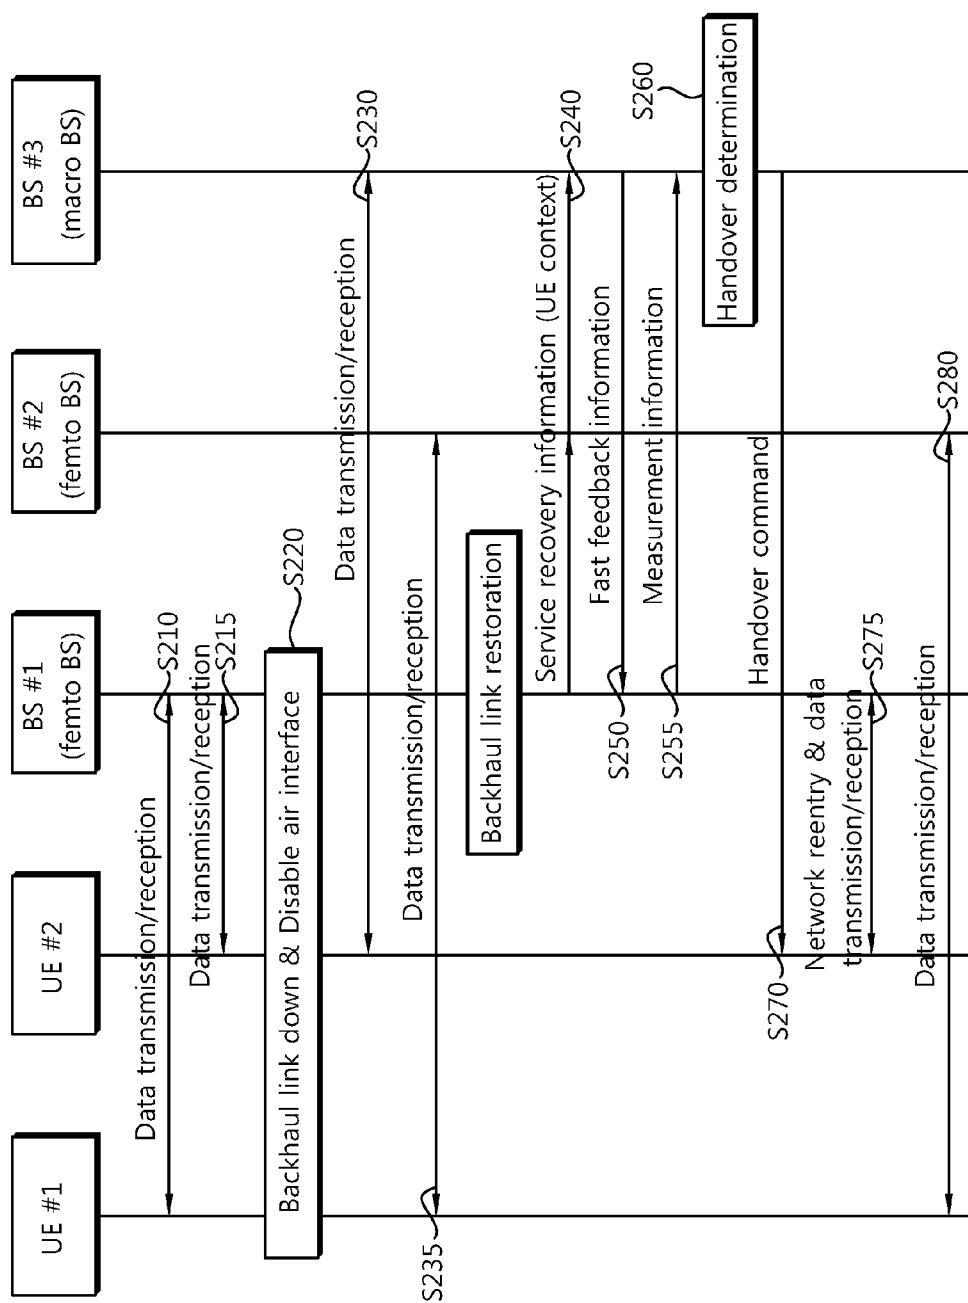 UE #1
UE #2
BS #1
(femto BS)
BS #2
(femto BS)
BS #3
(macro BS)
Data transmission/reception
S210
Data transmission/reception
S215
Backhaul link down & Disable air interface
S220
Data transmission/reception
S230
Data transmission/reception
S235
Backhaul link restoration
Service recovery information (UE context)
S240
Fast feedback information
S250
Measurement information
S255
Handover determination
S260
Handover command
S270
Network reentry & data
transmission/reception
S275
Data transmission/reception
S280